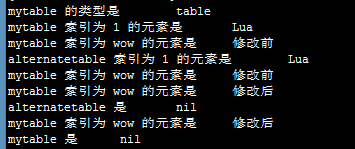 mytable 的类型是 table
mytable 索引为 1 的元素是 Lua
mytable 索引为 wow 的元素是 修改前
alternatetable 索引为 1 的元素是 Lua
mytable 索引为 wow 的元素是 修改前
mytable 索引为 wow 的元素是 修改后
alternatetable 是 nil
mytable 索引为 wow 的元素是 修改后
mytable 是 nil